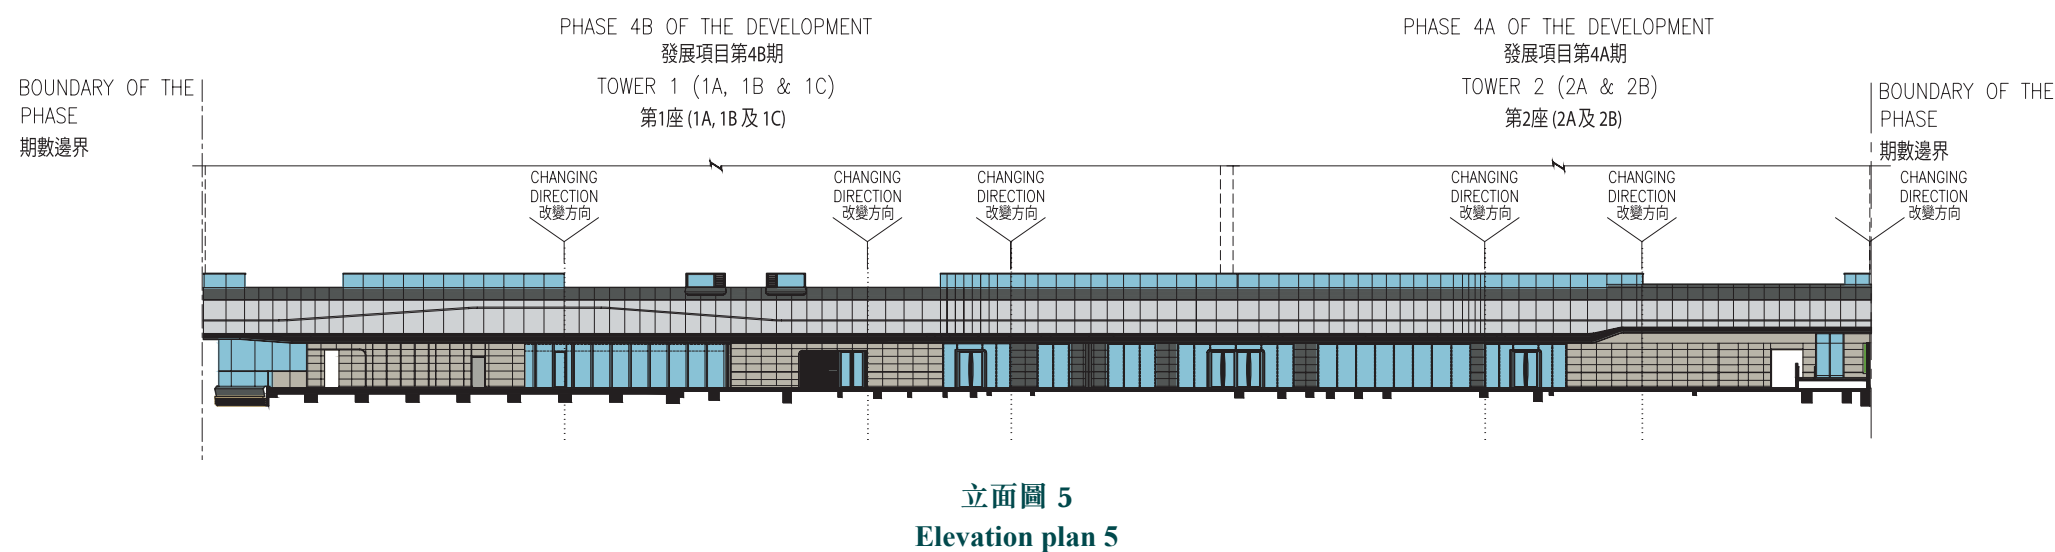 PHASE 4B OF THE DEVELOPMENT
發展項目第4B期
TOWER 1 (1A, 1B & 1C)
第1座 (1A, 1B 及 1C)
PHASE 4A OF THE DEVELOPMENT
發展項目第4A期
TOWER 2 (2A & 2B)
第2座 (2A及 2B)
BOUNDARY OF THE
PHASE
期數邊界
BOUNDARY OF THE
PHASE
期數邊界
CHANGING
DIRECTION
改變方向
CHANGING
DIRECTION
改變方向
CHANGING
DIRECTION
改變方向
CHANGING
DIRECTION
改變方向
CHANGING
DIRECTION
改變方向
CHANGING
DIRECTION
改變方向
立面圖 5
Elevation plan 5